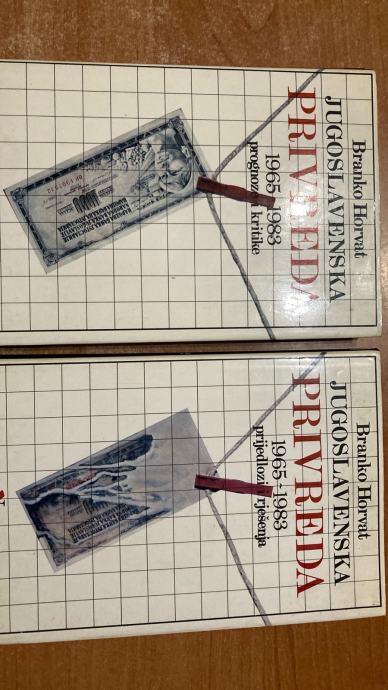 Branko Horvat
JUGOSLAVENSKA
PRIVREDA
1965-1983
prognoze i kritike
Branko Horvat
JUGOSLAVENSKA
PRIVREDA
1965-1983
prijedlozi i rješenja